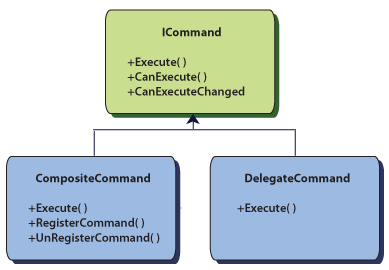 ICommand
+Execute( )
+CanExecute( )
+CanExecuteChanged
CompositeCommand
+Execute( )
+RegisterCommand( )
+UnRegisterCommand( )
DelegateCommand
+Execute( )